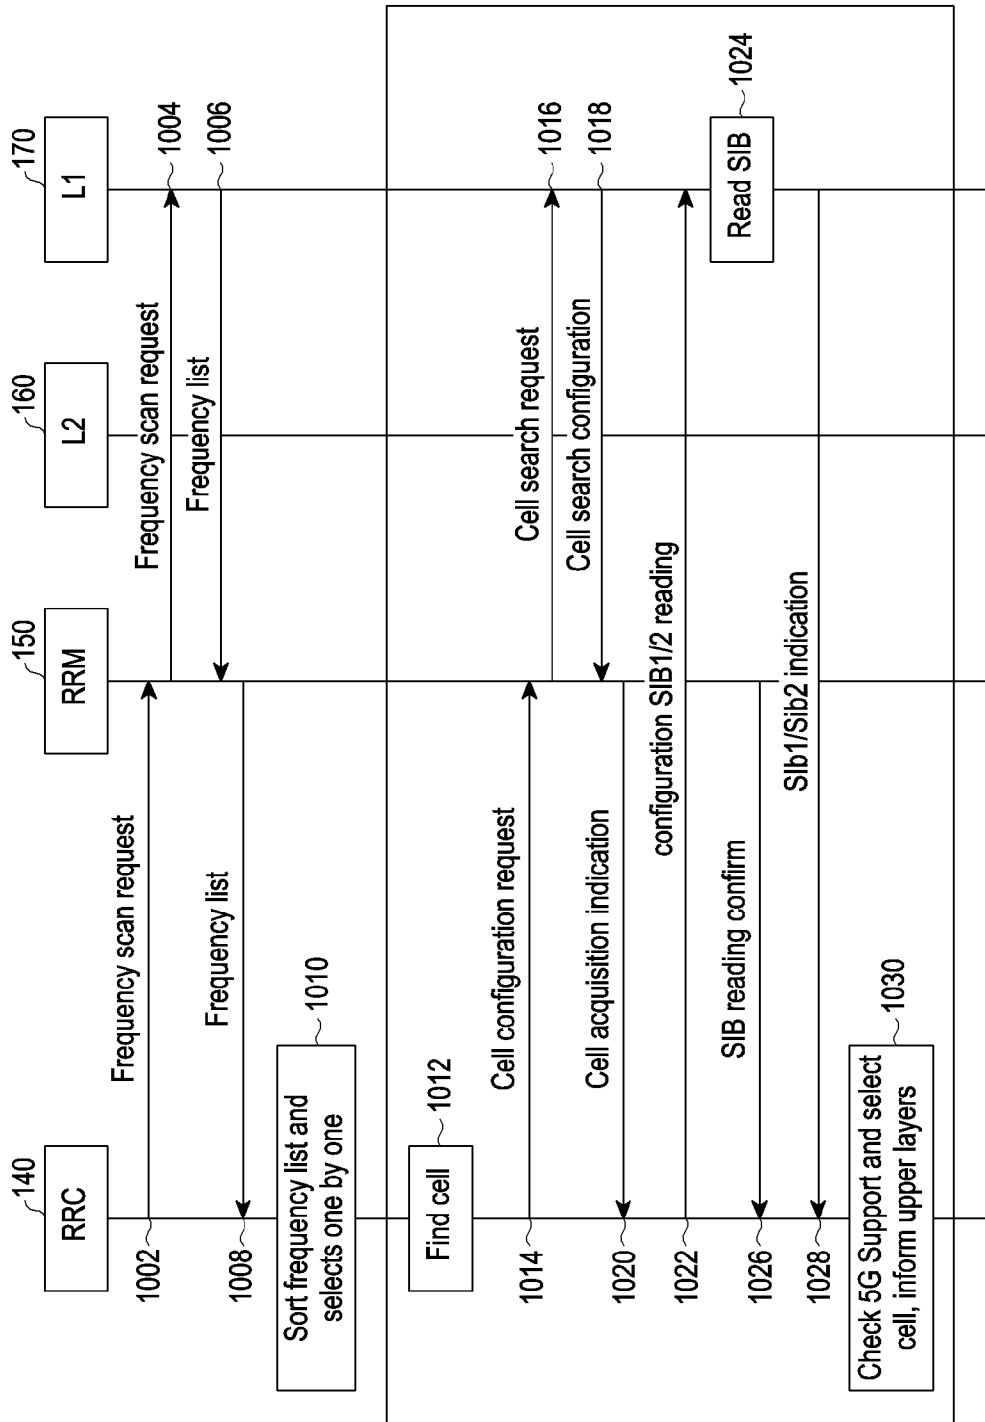 140
RRC
150
RRM
160
L2
170
L1
1002
Frequency scan request
Frequency scan request
1004
Frequency list
1006
1008
Frequency list
Sort frequency list and
selects one by one
1010
Find cell
1012
1014
Cell configuration request
Cell search request
1016
Cell search configuration
1018
1020
Cell acquisition indication
1022
configuration SIB1/2 reading
Read SIB
1024
1026
SIB reading confirm
1028
SIb1/Sib2 indication
Check 5G Support and select
cell, inform upper layers
1030